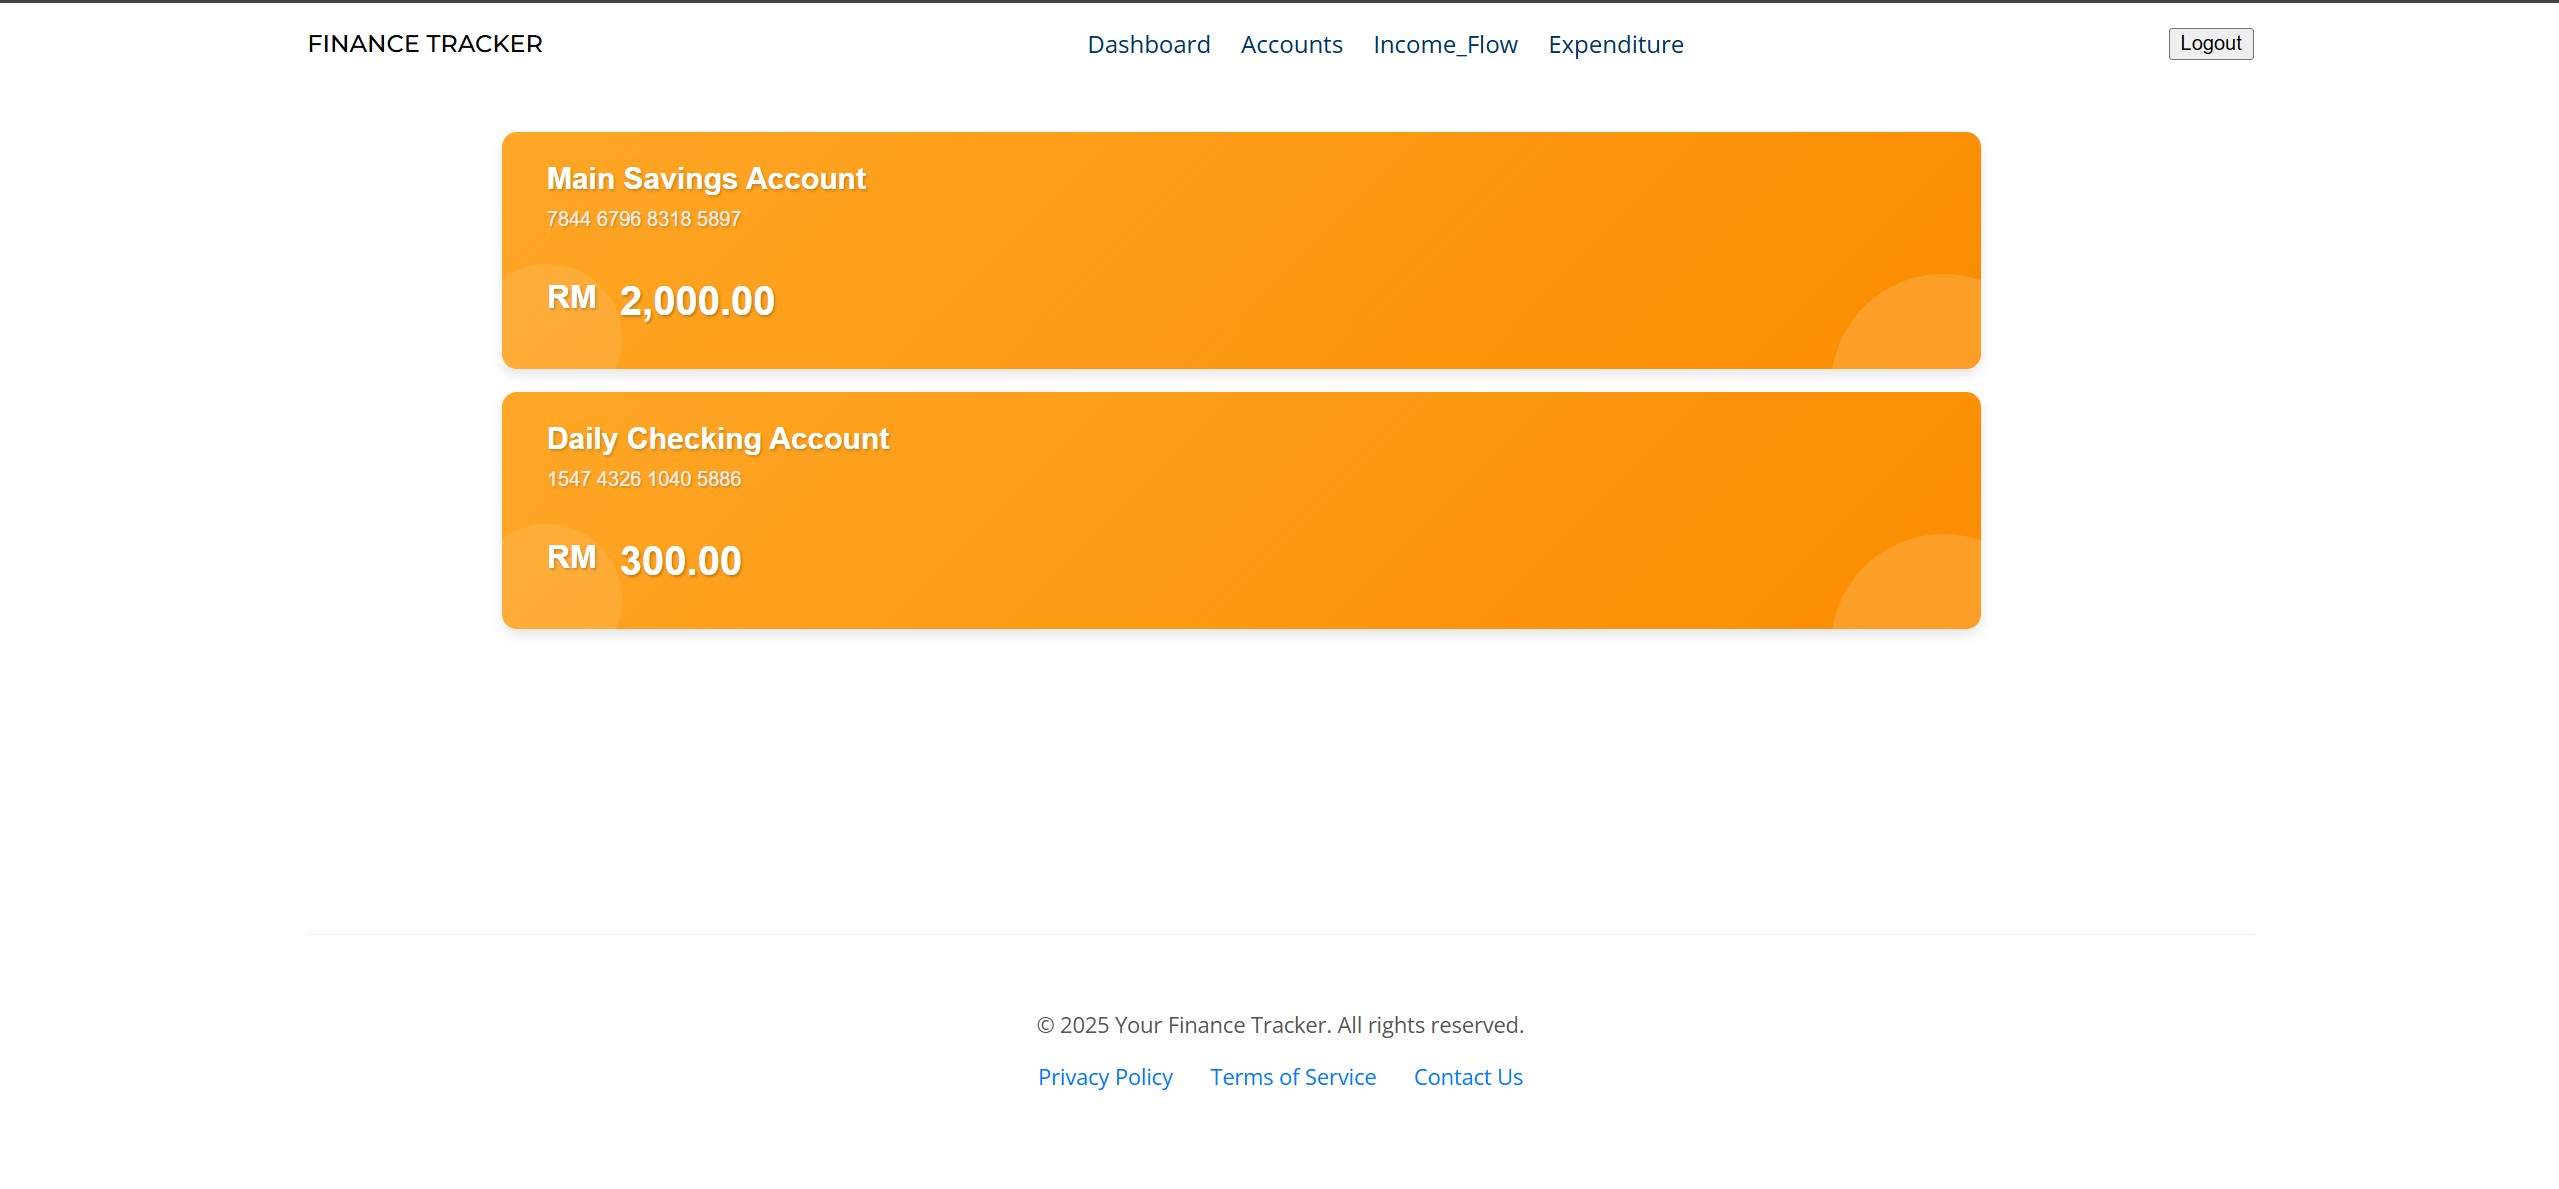 FINANCE TRACKER
Dashboard Accounts Income_Flow Expenditure
Logout
Main Savings Account
7844 6796 8318 5897
RM 2,000.00
Daily Checking Account
1547 4326 1040 5886
RM 300.00
© 2025 Your Finance Tracker. All rights reserved.
Privacy Policy Terms of Service Contact Us